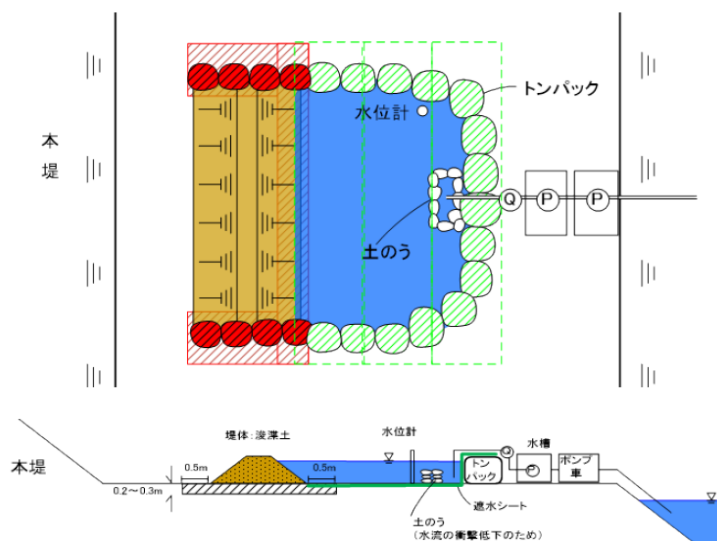 トンパック
水位計
本
堤
Q
P
P
土のう
堤体:浚渫土
水位計
水槽
本堤
0.5m
0.5m
トン
パック
ポンプ
車
0.2~0.3m
遮水シート
土のう
(水流の衝撃低下のため)